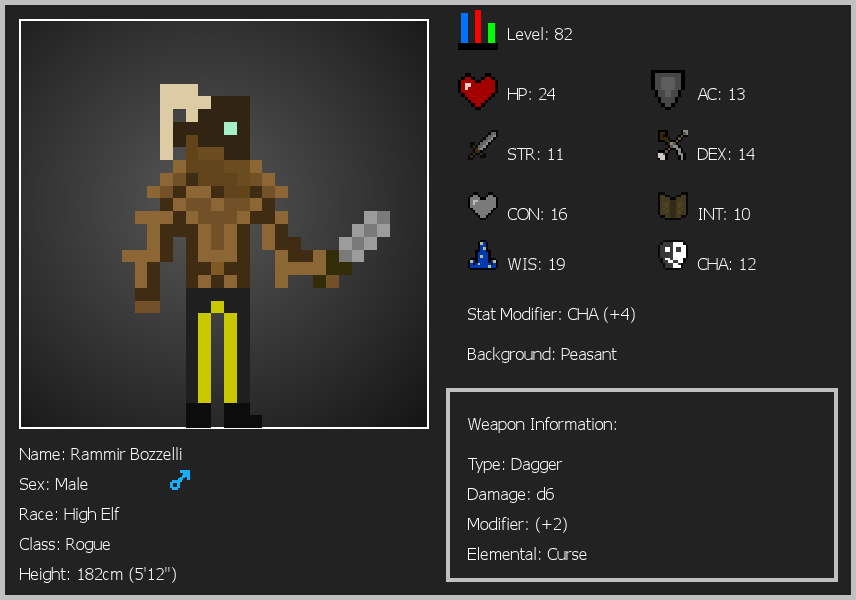 Level: 82
HP: 24
AC: 13
STR: 11
DEX: 14
CON: 16
INT: 10
WIS: 19
CHA: 12
Stat Modifier: CHA (+4)
Background: Peasant
Weapon Information:
Type: Dagger
Damage: d6
Modifier: (+2)
Elemental: Curse
Name: Rammir Bozzelli
Sex: Male
Race: High Elf
Class: Rogue
Height: 182cm (5'12")